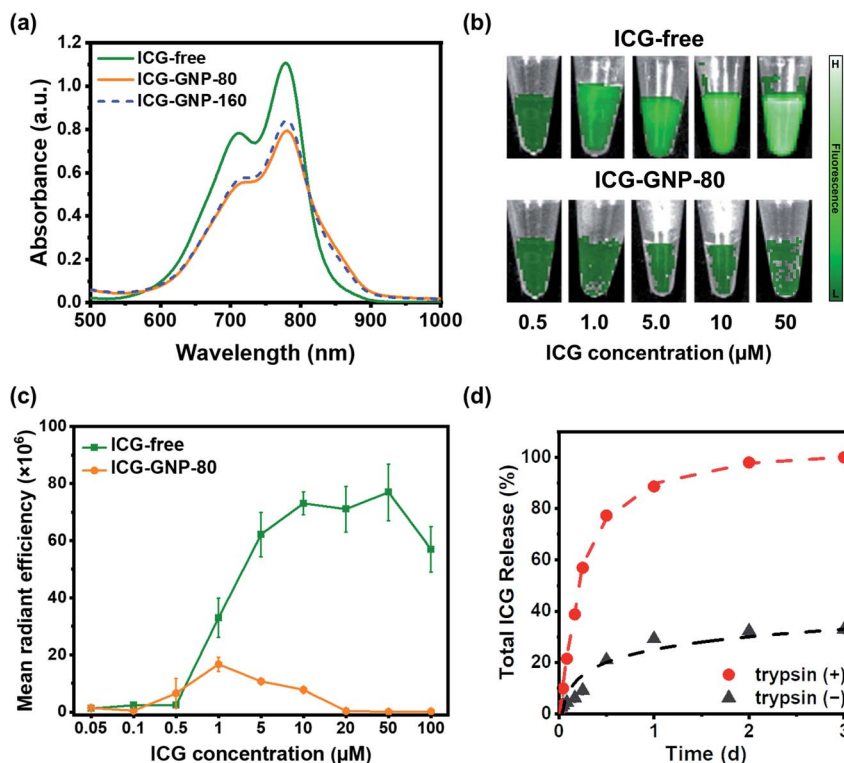 (a)
ICG-free
ICG-GNP-80
ICG-GNP-160
Absorbance (a.u.)
1.2
1.0
0.8
0.6
0.4
0.2
0.0
500 600 700 800 900 1000
Wavelength (nm)
(b)
ICG-free
ICG-GNP-80
0.5 1.0 5.0 10 50
ICG concentration (µM)
H
Fluorescence
L
(c)
ICG-free
ICG-GNP-80
Mean radiant efficiency (×10⁶)
100
80
60
40
20
0
0.05 0.1 0.5 1 5 10 20 50 100
ICG concentration (µM)
(d)
Total ICG Release (%)
100
80
60
40
20
0
trypsin (+)
trypsin (−)
0 1 2 3
Time (d)